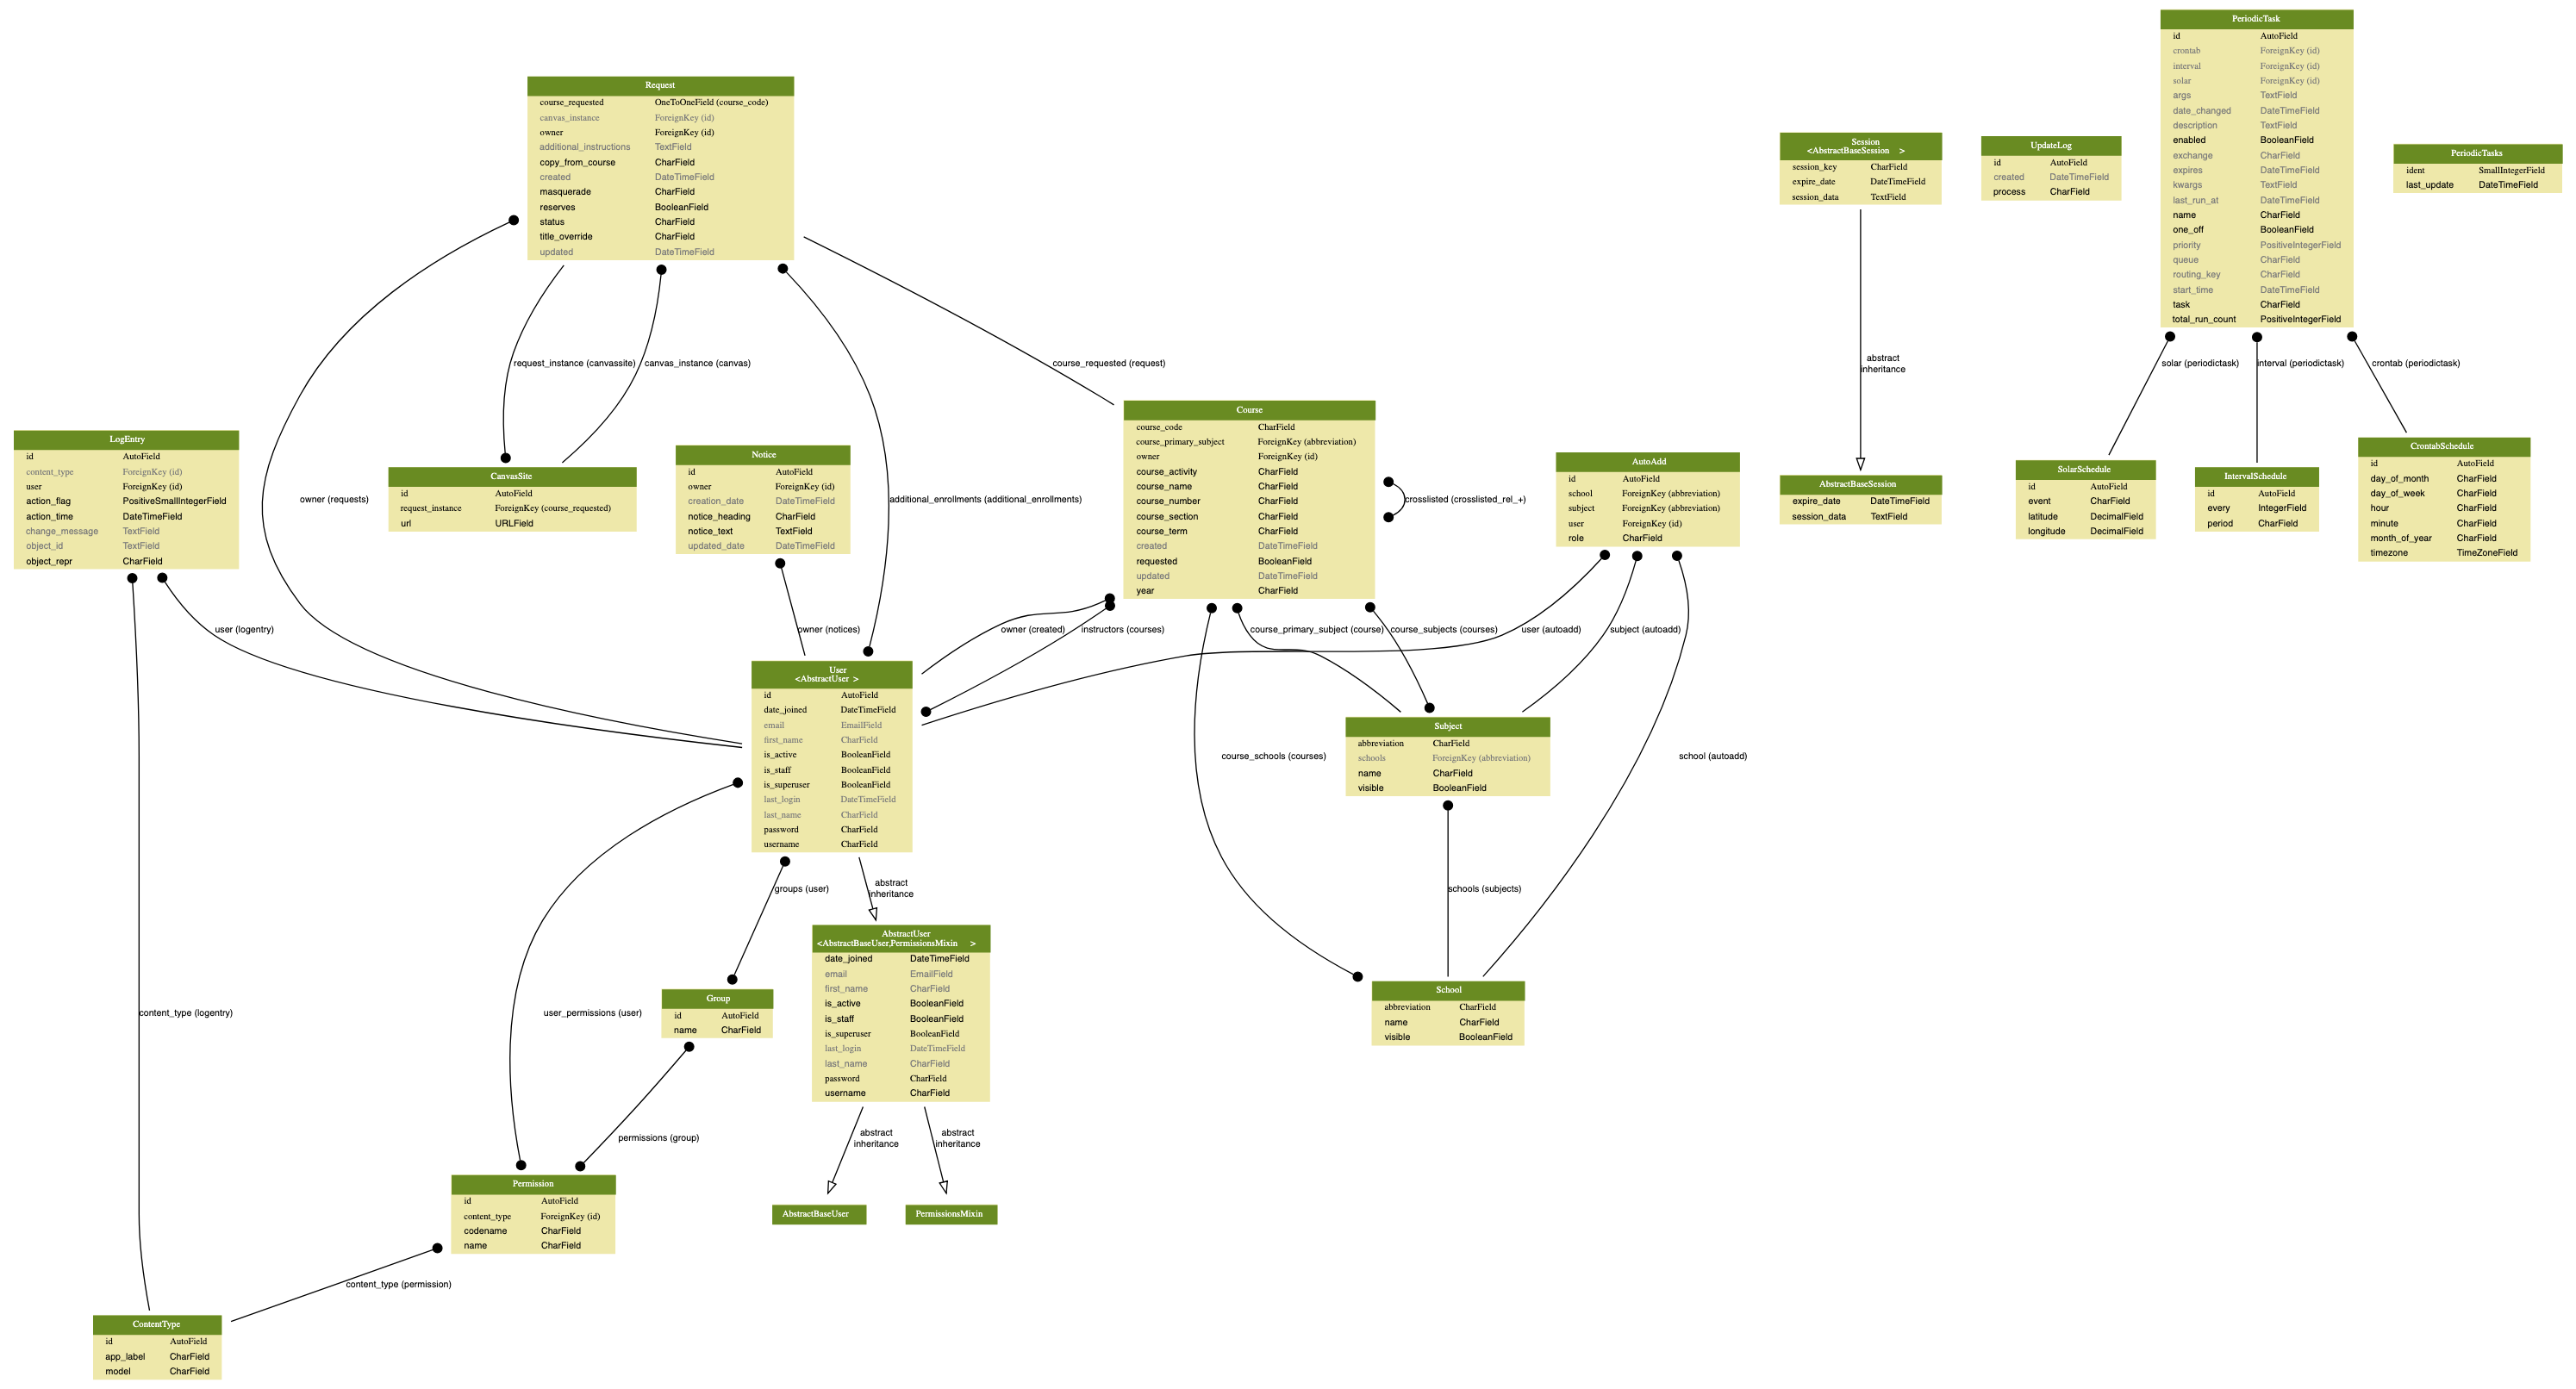 PeriodicTask
id AutoField
crontab ForeignKey (id)
interval ForeignKey (id)
solar ForeignKey (id)
args TextField
date_changed DateTimeField
description TextField
enabled BooleanField
exchange CharField
expires DateTimeField
kwargs TextField
last_run_at DateTimeField
name CharField
one_off BooleanField
priority PositiveIntegerField
queue CharField
routing_key CharField
start_time DateTimeField
task CharField
total_run_count PositiveIntegerField
Request
course_requested OneToOneField (course_code)
canvas_instance ForeignKey (id)
owner ForeignKey (id)
additional_instructions TextField
copy_from_course CharField
created DateTimeField
masquerade CharField
reserves BooleanField
status CharField
title_override CharField
updated DateTimeField
Session
<AbstractBaseSession >
session_key CharField
expire_date DateTimeField
session_data TextField
UpdateLog
id AutoField
created DateTimeField
process CharField
PeriodicTasks
ident SmallIntegerField
last_update DateTimeField
request_instance (canvassite)
canvas_instance (canvas)
course_requested (request)
abstract
inheritance
solar (periodictask)
interval (periodictask)
crontab (periodictask)
LogEntry
id AutoField
content_type ForeignKey (id)
user ForeignKey (id)
action_flag PositiveSmallIntegerField
action_time DateTimeField
change_message TextField
object_id TextField
object_repr CharField
owner (requests)
CanvasSite
id AutoField
request_instance ForeignKey (course_requested)
url URLField
Notice
id AutoField
owner ForeignKey (id)
creation_date DateTimeField
notice_heading CharField
notice_text TextField
updated_date DateTimeField
additional_enrollments (additional_enrollments)
Course
course_code CharField
course_primary_subject ForeignKey (abbreviation)
owner ForeignKey (id)
course_activity CharField
course_name CharField
course_number CharField
course_section CharField
course_term CharField
created DateTimeField
requested BooleanField
updated DateTimeField
year CharField
crosslisted (crosslisted_rel_+)
AutoAdd
id AutoField
school ForeignKey (abbreviation)
subject ForeignKey (abbreviation)
user ForeignKey (id)
role CharField
AbstractBaseSession
expire_date DateTimeField
session_data TextField
SolarSchedule
id AutoField
event CharField
latitude DecimalField
longitude DecimalField
IntervalSchedule
id AutoField
every IntegerField
period CharField
CrontabSchedule
id AutoField
day_of_month CharField
day_of_week CharField
hour CharField
minute CharField
month_of_year CharField
timezone TimeZoneField
user (logentry)
owner (notices)
owner (created)
instructors (courses)
course_primary_subject (course)
course_subjects (courses)
user (autoadd)
subject (autoadd)
User
<AbstractUser >
id AutoField
date_joined DateTimeField
email EmailField
first_name CharField
is_active BooleanField
is_staff BooleanField
is_superuser BooleanField
last_login DateTimeField
last_name CharField
password CharField
username CharField
course_schools (courses)
Subject
abbreviation CharField
schools ForeignKey (abbreviation)
name CharField
visible BooleanField
school (autoadd)
groups (user)
abstract
inheritance
schools (subjects)
AbstractUser
<AbstractBaseUser,PermissionsMixin >
date_joined DateTimeField
email EmailField
first_name CharField
is_active BooleanField
is_staff BooleanField
is_superuser BooleanField
last_login DateTimeField
last_name CharField
password CharField
username CharField
content_type (logentry)
user_permissions (user)
Group
id AutoField
name CharField
School
abbreviation CharField
name CharField
visible BooleanField
permissions (group)
abstract
inheritance
abstract
inheritance
Permission
id AutoField
content_type ForeignKey (id)
codename CharField
name CharField
AbstractBaseUser
PermissionsMixin
content_type (permission)
ContentType
id AutoField
app_label CharField
model CharField